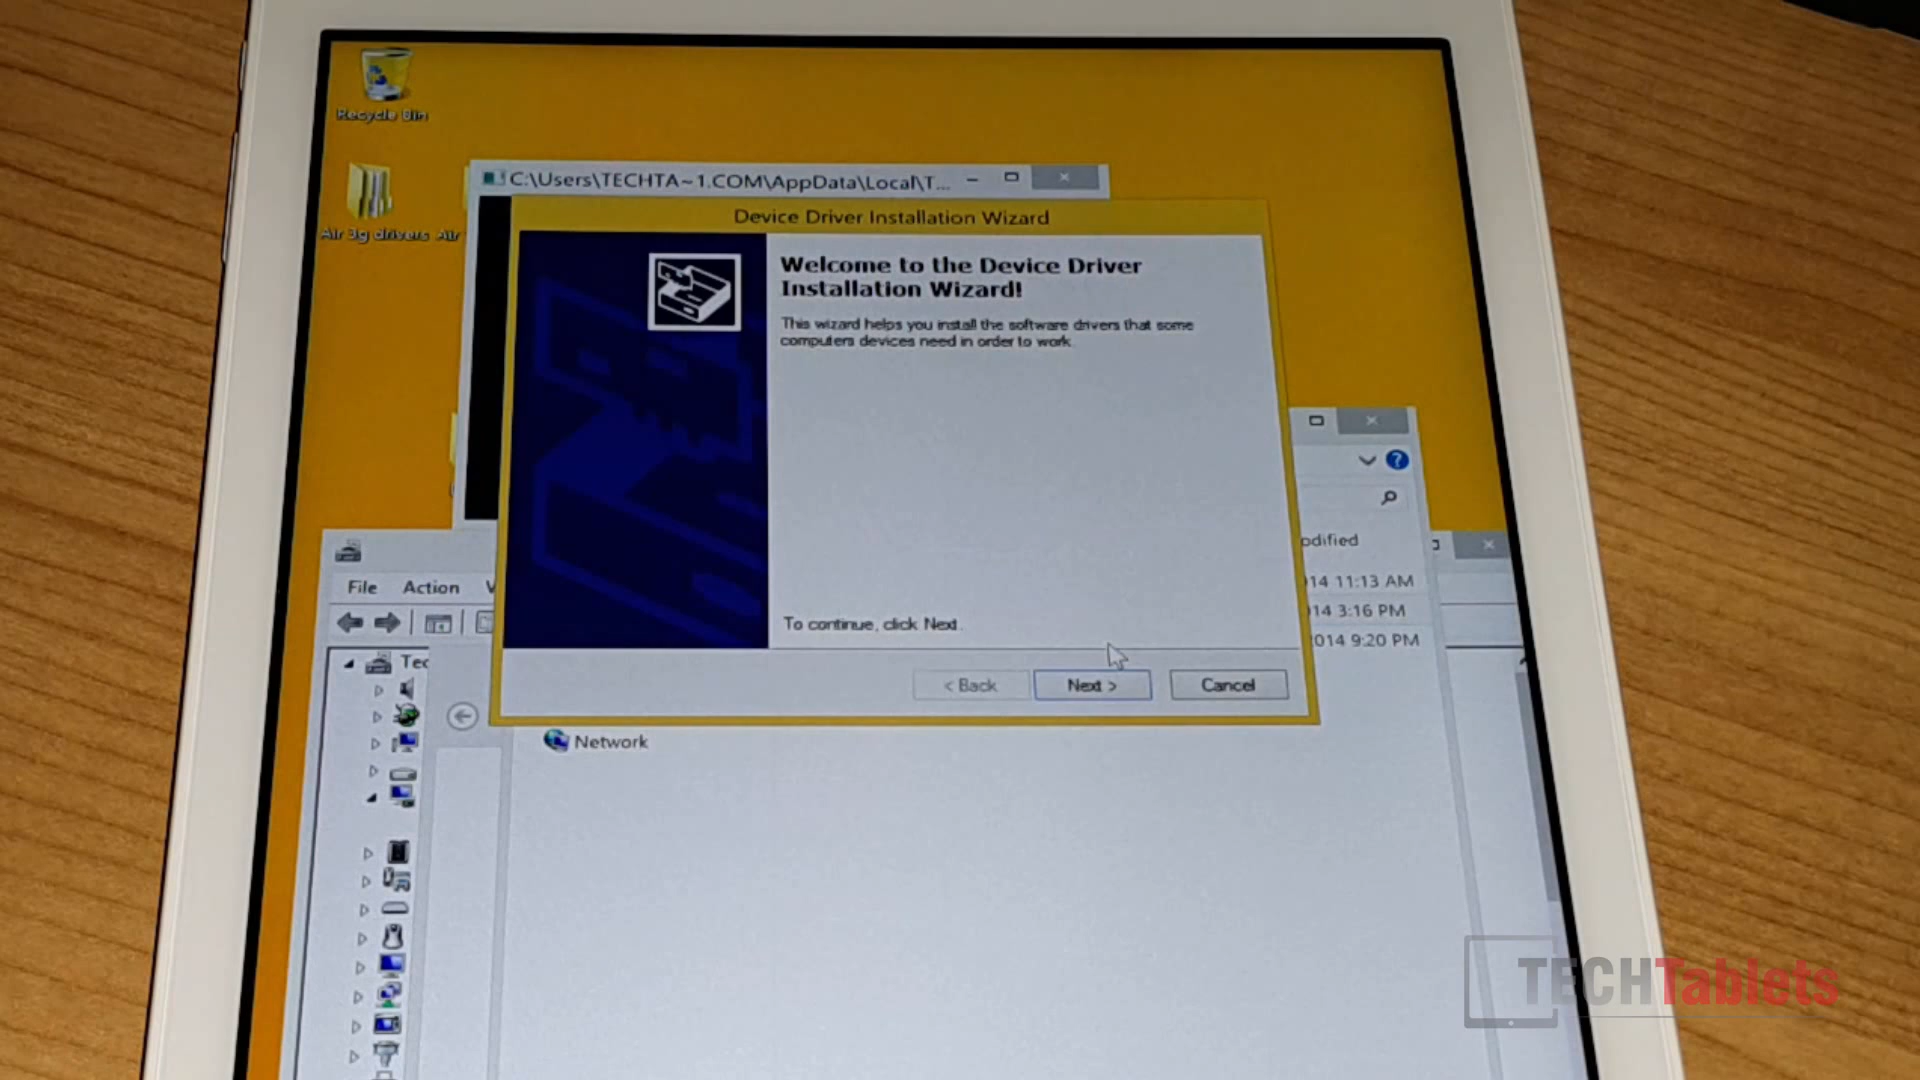 Recycle Bin
Air 3g drivers Air
C:\Users\TECHTA~1.COM\AppData\Local\T...
Device Driver Installation Wizard
Welcome to the Device Driver
Installation Wizard!
This wizard helps you install the software drivers that some
computers devices need in order to work.
To continue, click Next.
< Back
Next >
Cancel
odified
014 11:13 AM
014 3:16 PM
014 9:20 PM
File Action V
Tec
Network
TECHTablets